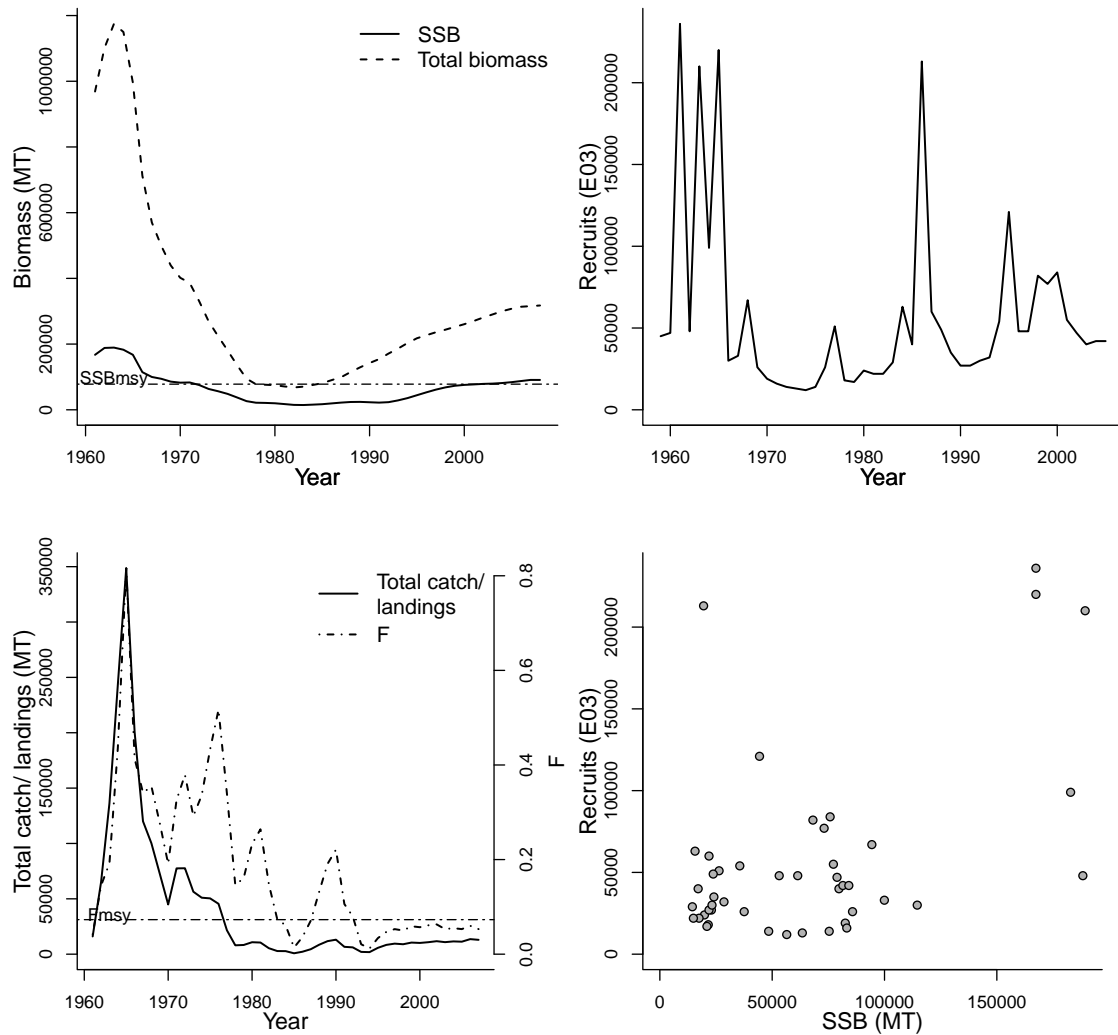 Biomass (MT)
0
200000
600000
1000000
SSB
Total biomass
SSBmsy
1960
1970
1980
1990
2000
Year
Recruits (E03)
0
50000
100000
150000
200000
1960
1970
1980
1990
2000
Year
Total catch/ landings (MT)
0
50000
150000
250000
350000
Total catch/
landings
F
Fmsy
0.0
0.2
0.4
0.6
0.8
F
1960
1970
1980
1990
2000
Year
Recruits (E03)
0
50000
100000
150000
200000
0
50000
100000
150000
SSB (MT)